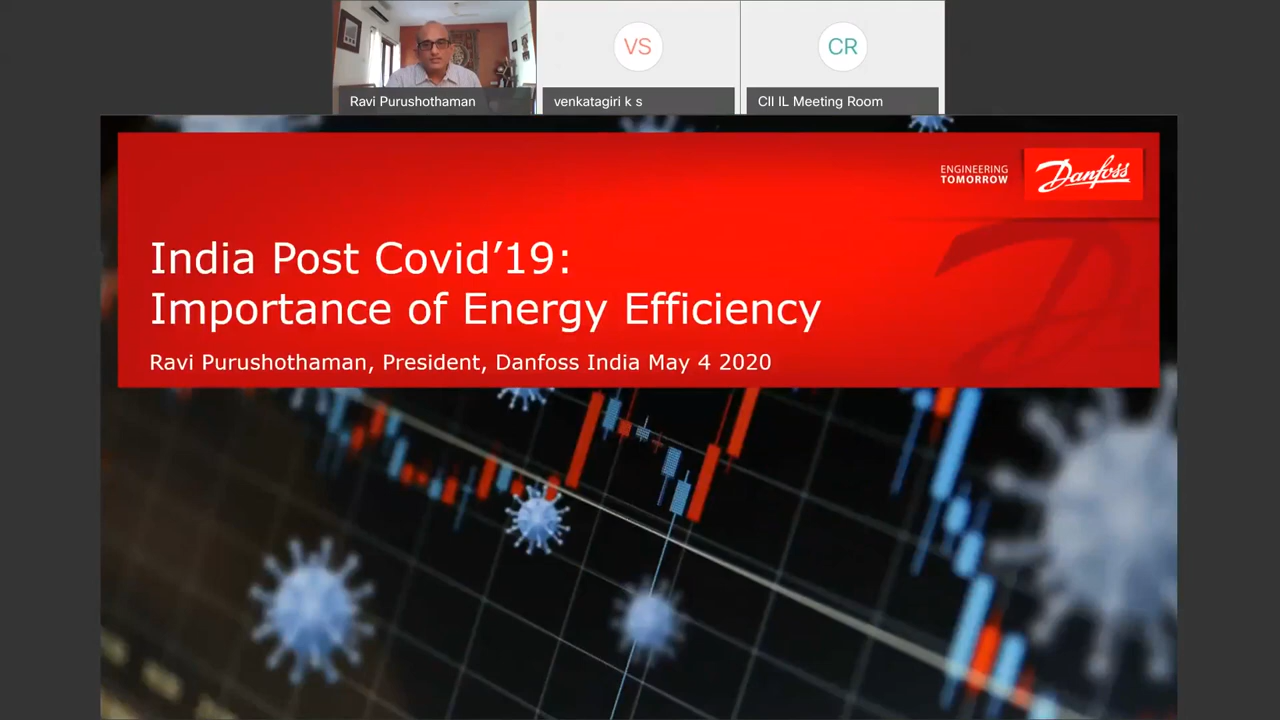 VS
CR
Ravi Purushothaman
venkatagiri k s
CII IL Meeting Room
ENGINEERING
TOMORROW
Danfoss
India Post Covid’19:
Importance of Energy Efficiency
Ravi Purushothaman, President, Danfoss India May 4 2020